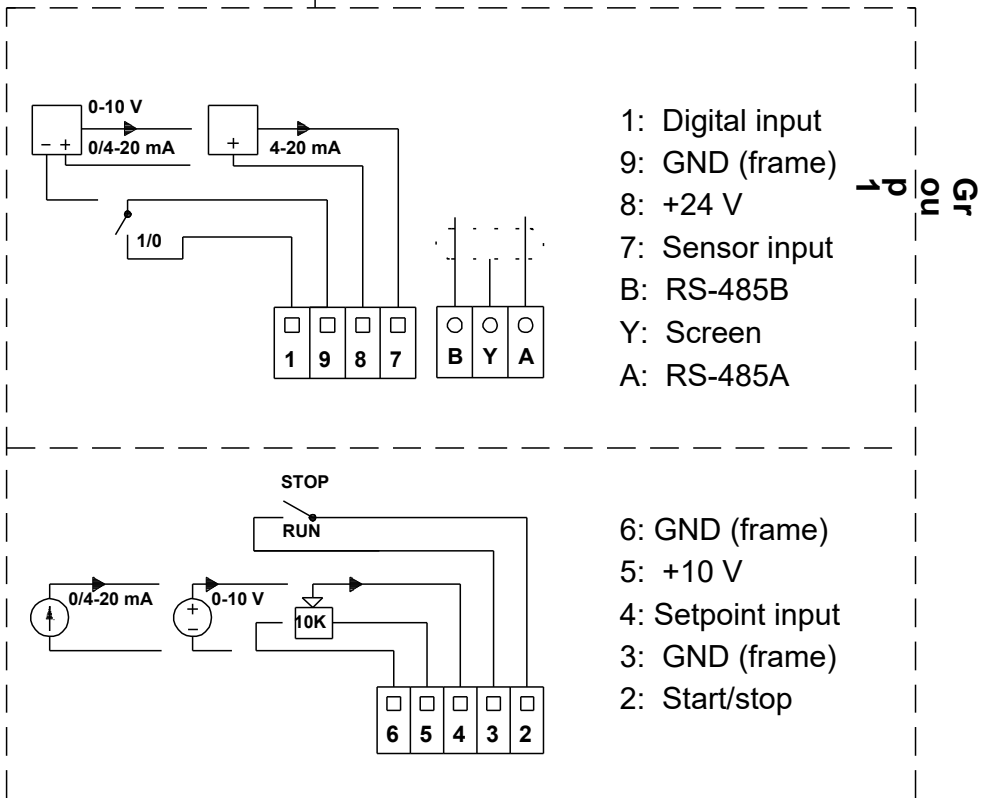 0-10 V
- +
0/4-20 mA
+
4-20 mA
1/0
1 9 8 7
B Y A
1: Digital input
9: GND (frame)
8: +24 V
7: Sensor input
B: RS-485B
Y: Screen
A: RS-485A
Gr
ou
p
1
STOP
RUN
0/4-20 mA
+
-
0-10 V
10K
6 5 4 3 2
6: GND (frame)
5: +10 V
4: Setpoint input
3: GND (frame)
2: Start/stop